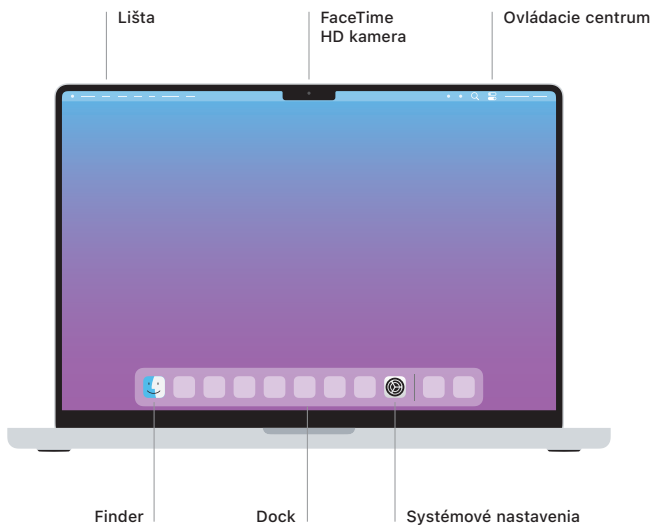 Lišta
FaceTime
HD kamera
Ovládacie centrum
Finder
Dock
Systémové nastavenia